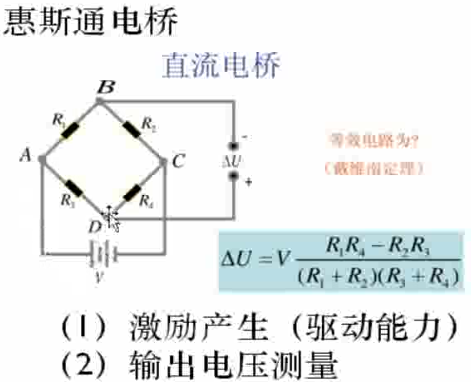 惠斯通电桥
直流电桥
B
R₁
R₂
A
C
R₃
R₄
D
V
-
ΔU
+
等效电路为?
(戴维南定理)
ΔU = V (R₁R₄ − R₂R₃) / ((R₁ + R₂)(R₃ + R₄))
(1) 激励产生 (驱动能力)
(2) 输出电压测量